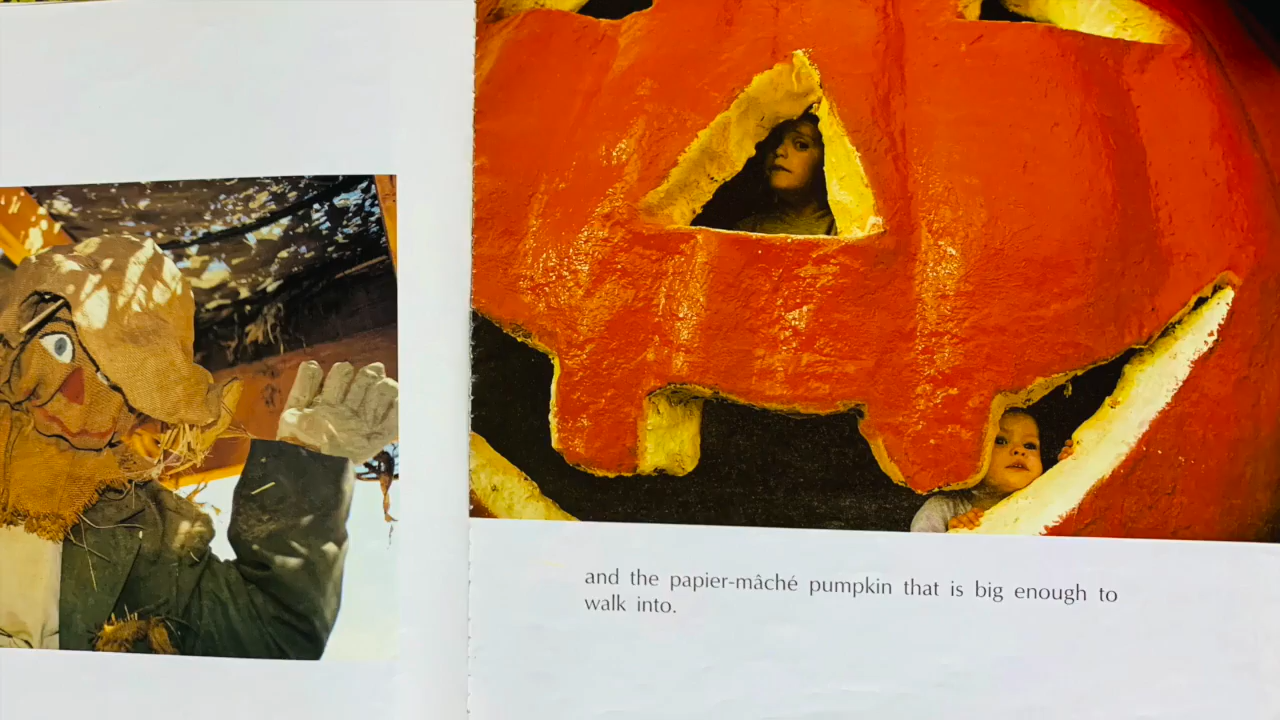 and the papier-mâché pumpkin that is big enough to
walk into.